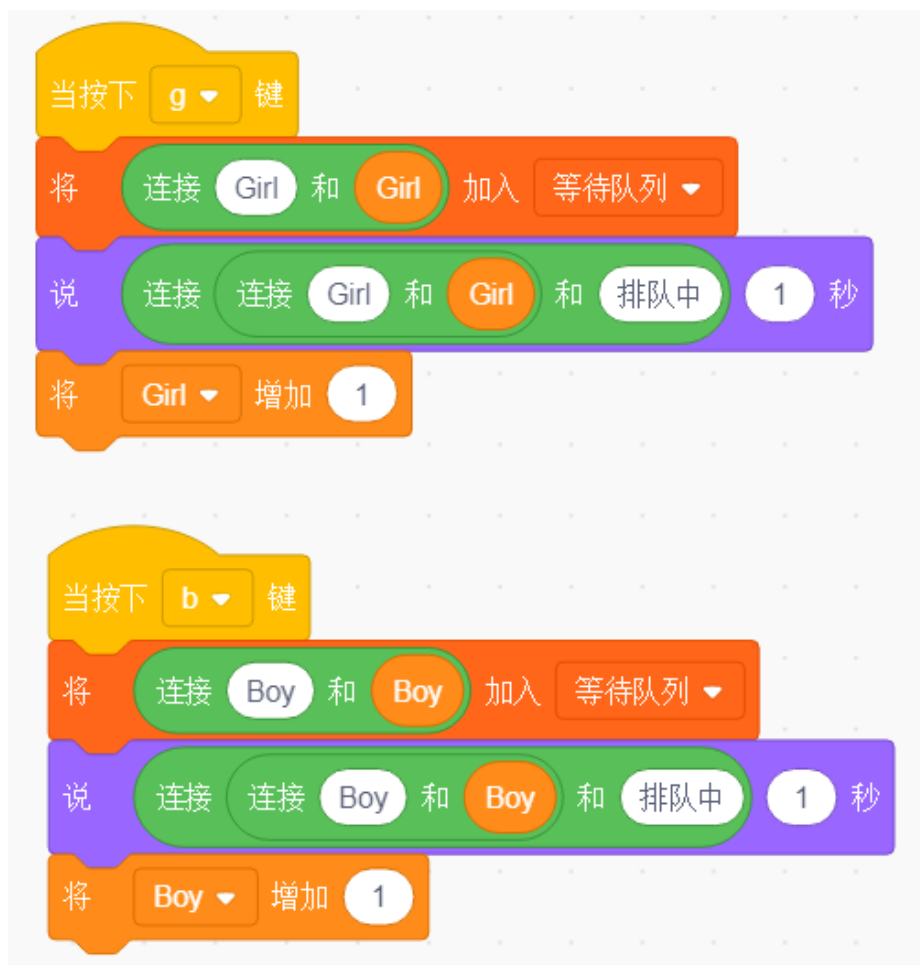 当按下 g 键
将 连接 Girl 和 Girl 加入 等待队列
说 连接 连接 Girl 和 Girl 和 排队中 1 秒
将 Girl 增加 1
当按下 b 键
将 连接 Boy 和 Boy 加入 等待队列
说 连接 连接 Boy 和 Boy 和 排队中 1 秒
将 Boy 增加 1